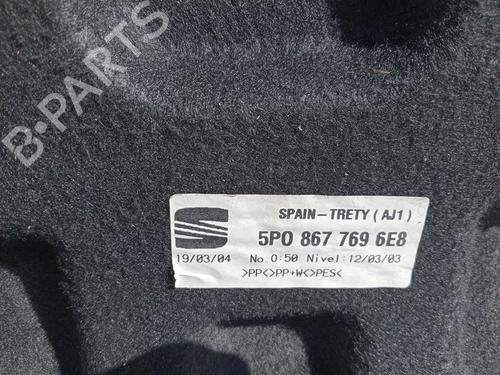 B-PARTS
SPAIN-TRETY (AJ1)
5P0 867 769 6E8
19/03/04 No.0:50 Nivel:12/03/03
>PP<>PP+W<>PES<